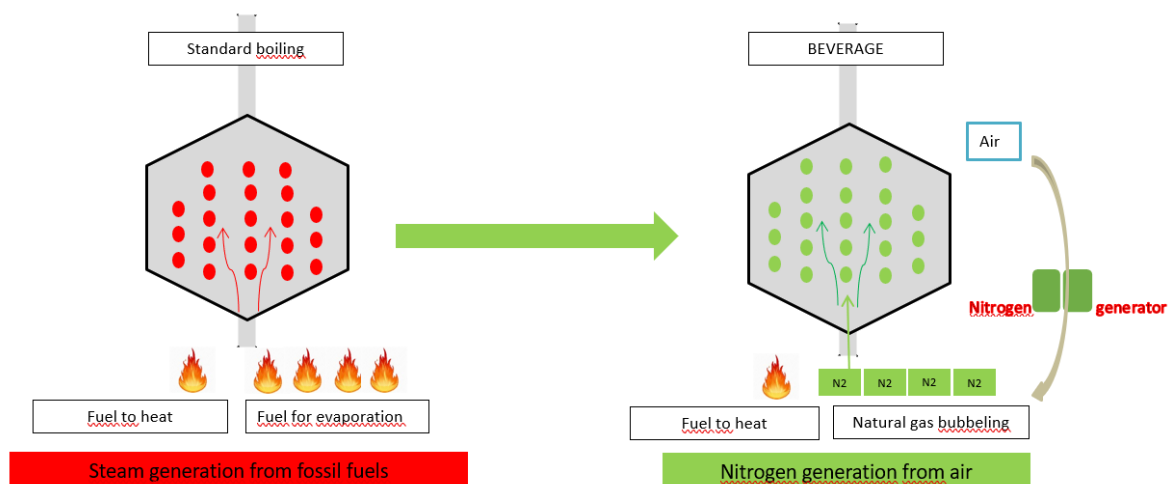 Standard boiling
BEVERAGE
Air
Nitrogen generator
N2 N2 N2 N2
Fuel to heat
Fuel for evaporation
Fuel to heat
Natural gas bubbeling
Steam generation from fossil fuels
Nitrogen generation from air